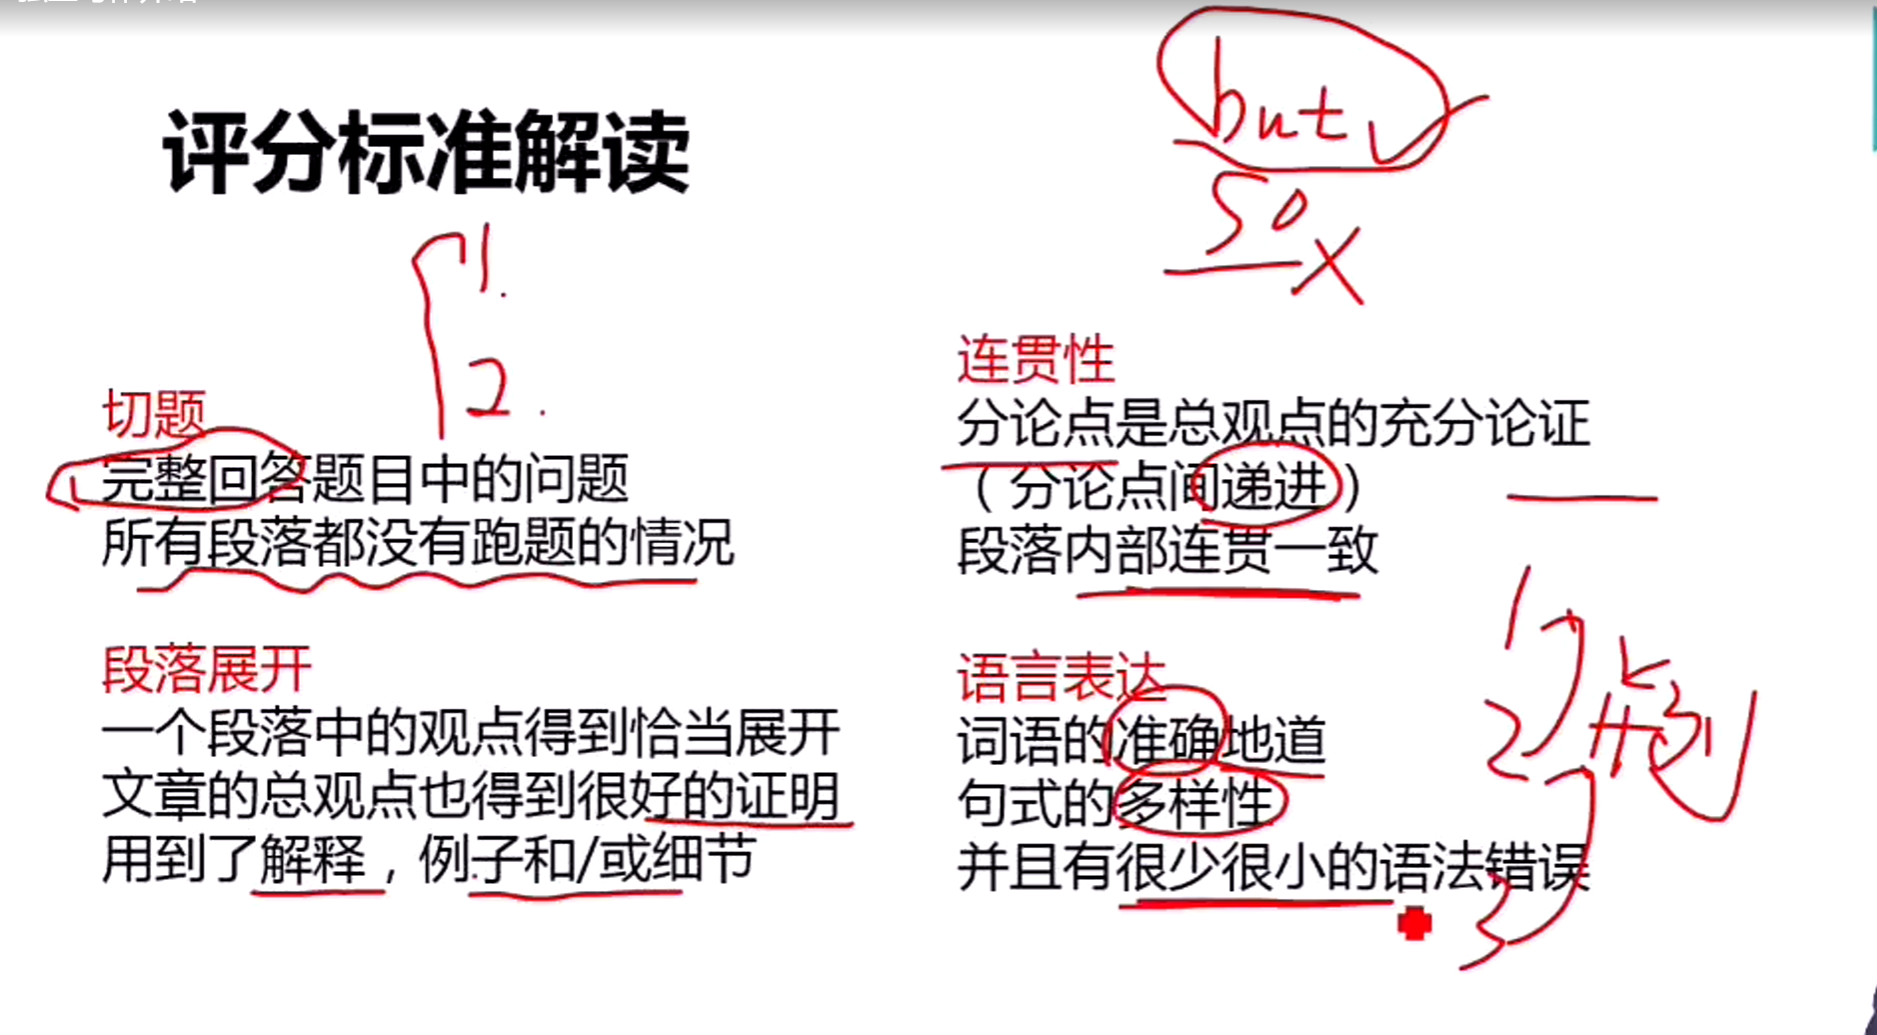 评分标准解读
but
so
1.
2.
切题
完整回答题目中的问题
所有段落都没有跑题的情况
段落展开
一个段落中的观点得到恰当展开
文章的总观点也得到很好的证明
用到了解释，例子和/或细节
连贯性
分论点是总观点的充分论证
（分论点间递进）
段落内部连贯一致
语言表达
词语的准确地道
句式的多样性
并且有很少很小的语法错误
1
2
3